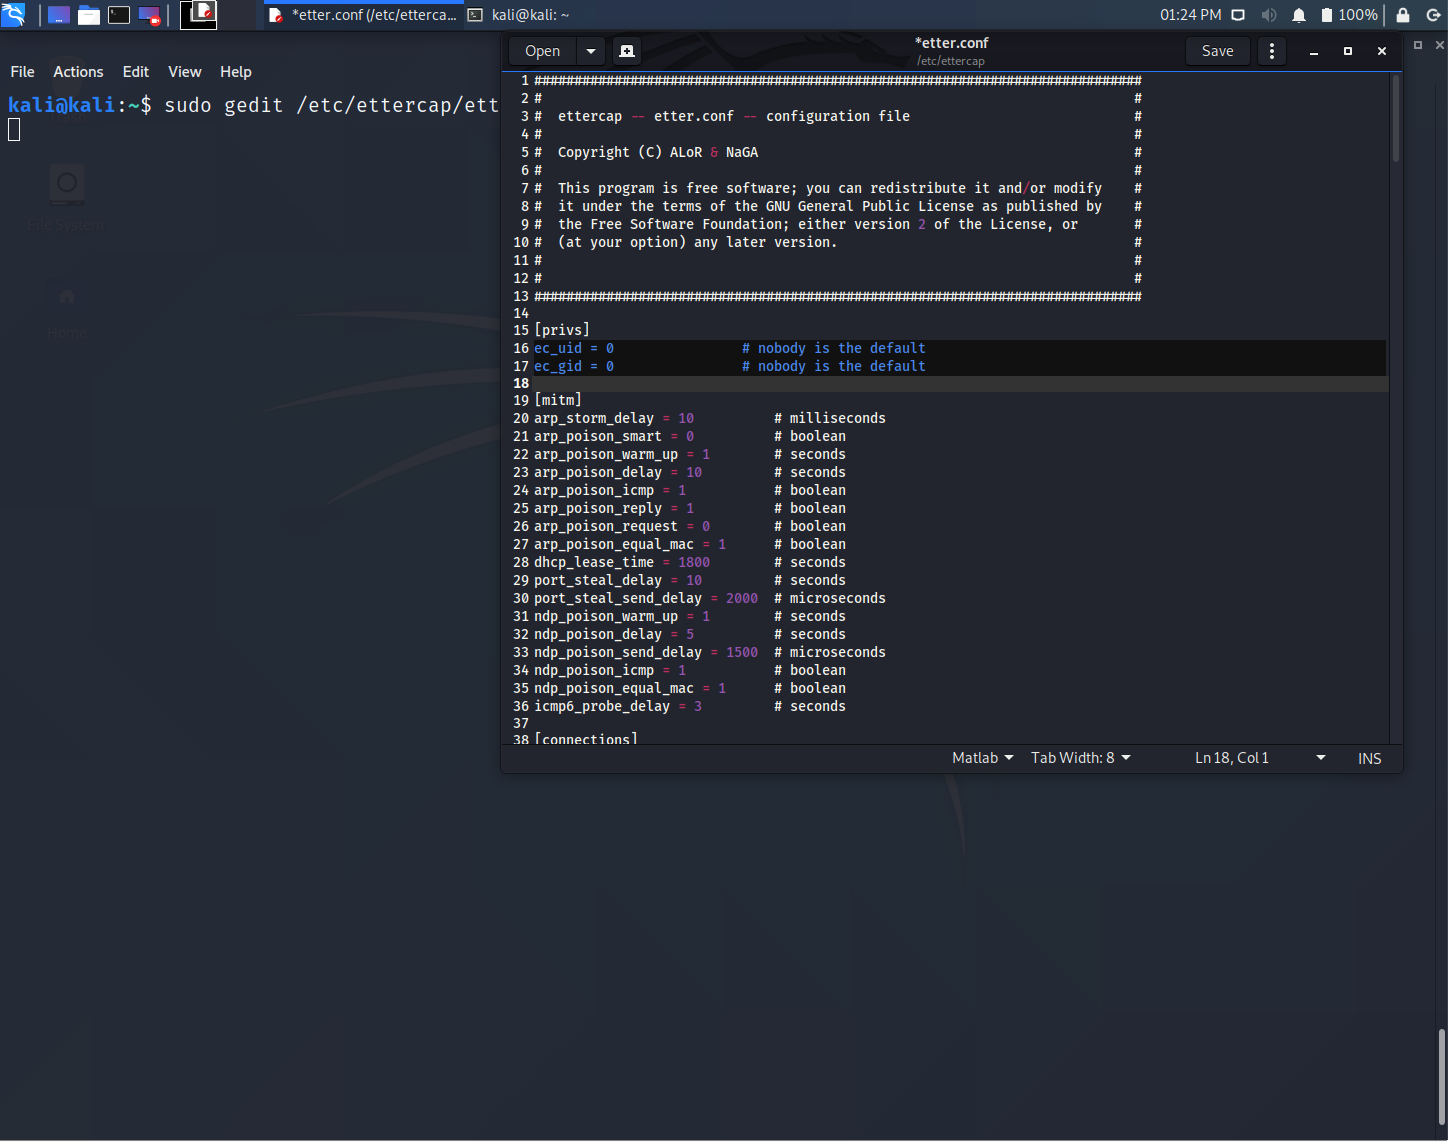 *etter.conf (/etc/etterca...
kali@kali: ~
01:24 PM
100%
File Actions Edit View Help
kali@kali:~$ sudo gedit /etc/ettercap/ett
File System
Home
Open
*etter.conf
/etc/ettercap
Save
1 ############################################################################
2 #                                                                          #
3 #  ettercap -- etter.conf -- configuration file                            #
4 #                                                                          #
5 #  Copyright (C) ALoR & NaGA                                               #
6 #                                                                          #
7 #  This program is free software; you can redistribute it and/or modify    #
8 #  it under the terms of the GNU General Public License as published by    #
9 #  the Free Software Foundation; either version 2 of the License, or       #
10 #  (at your option) any later version.                                     #
11 #                                                                          #
12 #                                                                          #
13 ############################################################################
14
15 [privs]
16 ec_uid = 0                # nobody is the default
17 ec_gid = 0                # nobody is the default
18
19 [mitm]
20 arp_storm_delay = 10          # milliseconds
21 arp_poison_smart = 0          # boolean
22 arp_poison_warm_up = 1        # seconds
23 arp_poison_delay = 10         # seconds
24 arp_poison_icmp = 1           # boolean
25 arp_poison_reply = 1          # boolean
26 arp_poison_request = 0        # boolean
27 arp_poison_equal_mac = 1      # boolean
28 dhcp_lease_time = 1800        # seconds
29 port_steal_delay = 10         # seconds
30 port_steal_send_delay = 2000  # microseconds
31 ndp_poison_warm_up = 1        # seconds
32 ndp_poison_delay = 5          # seconds
33 ndp_poison_send_delay = 1500  # microseconds
34 ndp_poison_icmp = 1           # boolean
35 ndp_poison_equal_mac = 1      # boolean
36 icmp6_probe_delay = 3         # seconds
37
38 [connections]
Matlab Tab Width: 8 Ln 18, Col 1 INS